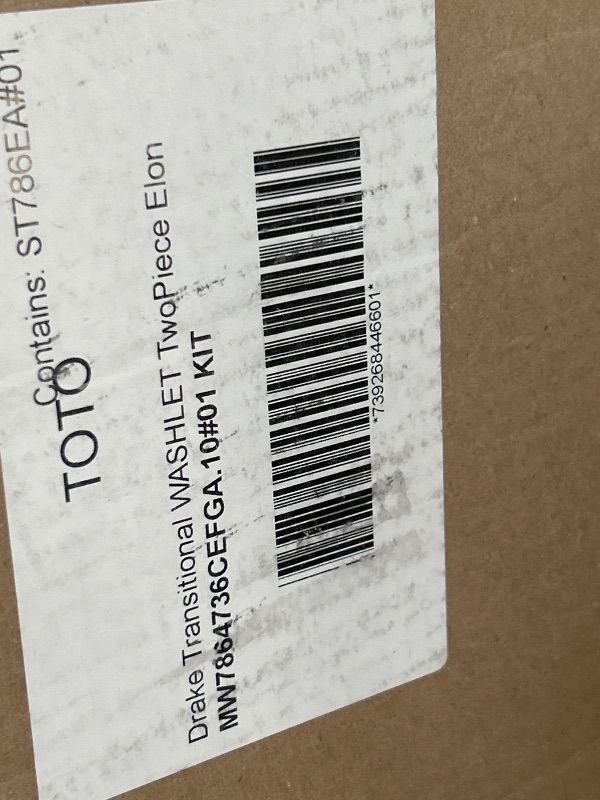 Contains: ST786EA#01
TOTO
Drake Transitional WASHLET TwoPiece Elon
MW7864736CEFGA.10#01 KIT
*739268446601*